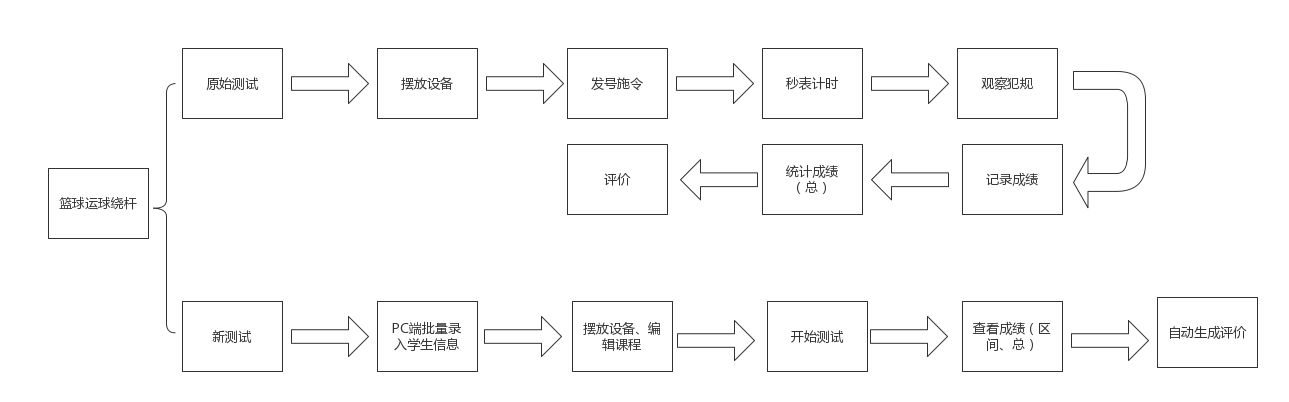 原始测试
摆放设备
发号施令
秒表计时
观察犯规
记录成绩
统计成绩
（总）
评价
篮球运球绕杆
新测试
PC端批量录
入学生信息
摆放设备、编
辑课程
开始测试
查看成绩（区
间、总）
自动生成评价